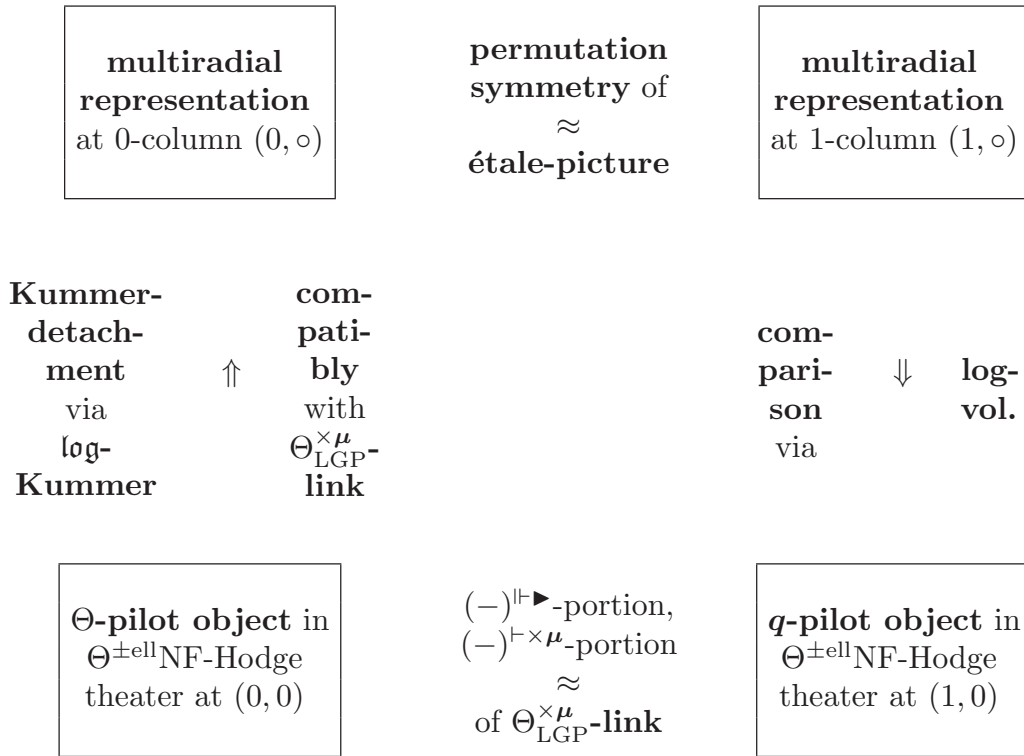 multiradial
representation
at 0-column (0, ∘)
permutation
symmetry of
≈
étale-picture
multiradial
representation
at 1-column (1, ∘)
Kummer-
detach-
ment
via
𝔩𝔬𝔤-
Kummer
⇑
com-
pati-
bly
with
Θ^{×μ}_{LGP}-
link
com-
pari-
son
via
⇓
log-
vol.
Θ-pilot object in
Θ^{±ell}NF-Hodge
theater at (0, 0)
(−)^{⊩▶}-portion,
(−)^{⊢×μ}-portion
≈
of Θ^{×μ}_{LGP}-link
q-pilot object in
Θ^{±ell}NF-Hodge
theater at (1, 0)